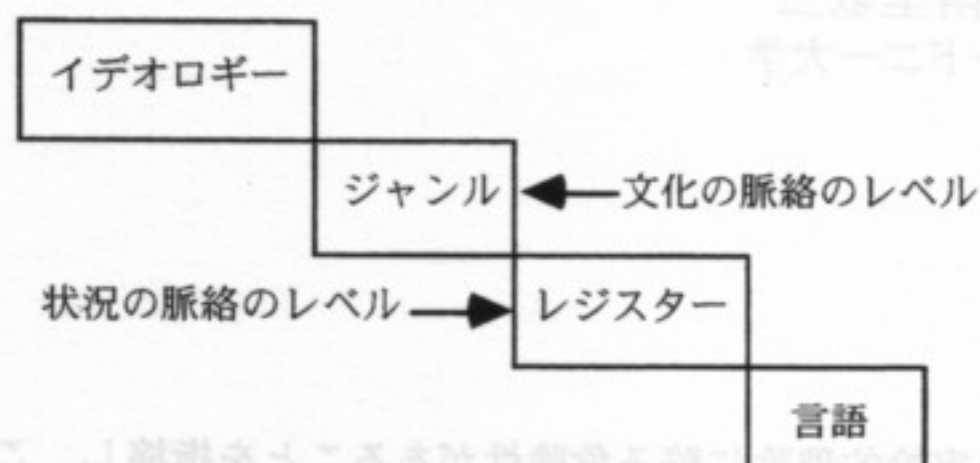 イデオロギー
ジャンル
文化の脈絡のレベル
状況の脈絡のレベル
レジスター
言語